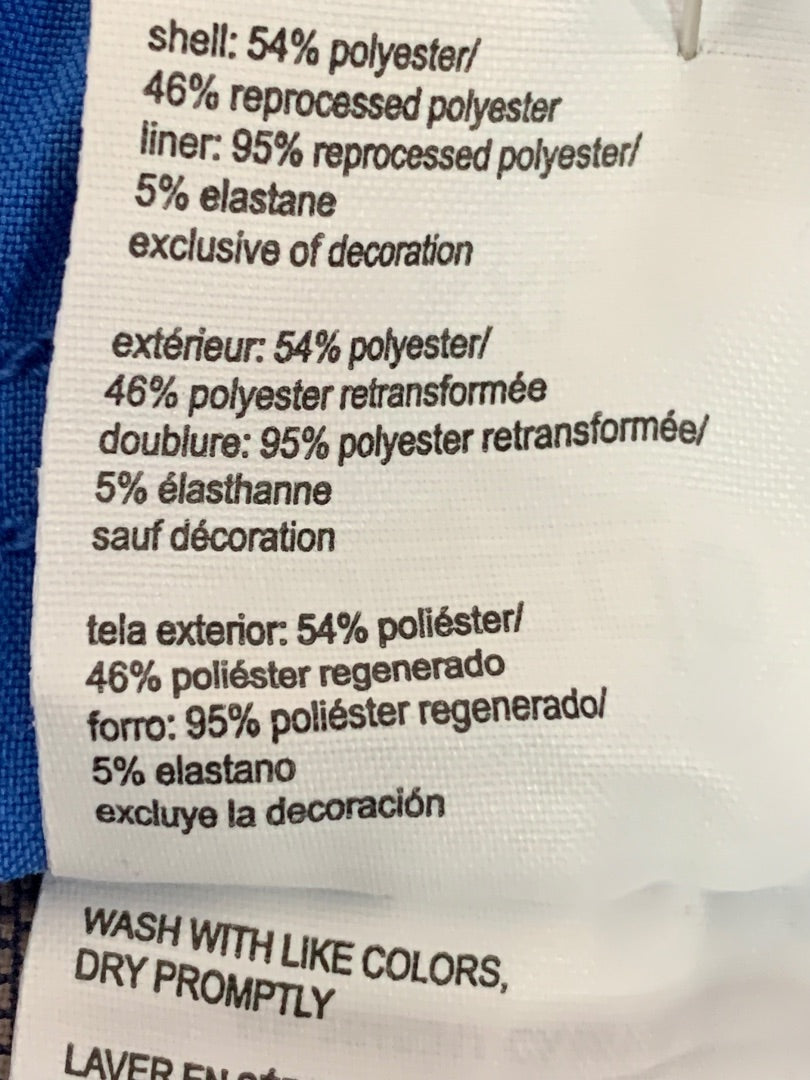 shell: 54% polyester/
46% reprocessed polyester
liner: 95% reprocessed polyester/
5% elastane
exclusive of decoration
extérieur: 54% polyester/
46% polyester retransformée
doublure: 95% polyester retransformée/
5% élasthanne
sauf décoration
tela exterior: 54% poliéster/
46% poliéster regenerado
forro: 95% poliéster regenerado/
5% elastano
excluye la decoración
WASH WITH LIKE COLORS,
DRY PROMPTLY
LAVER EN